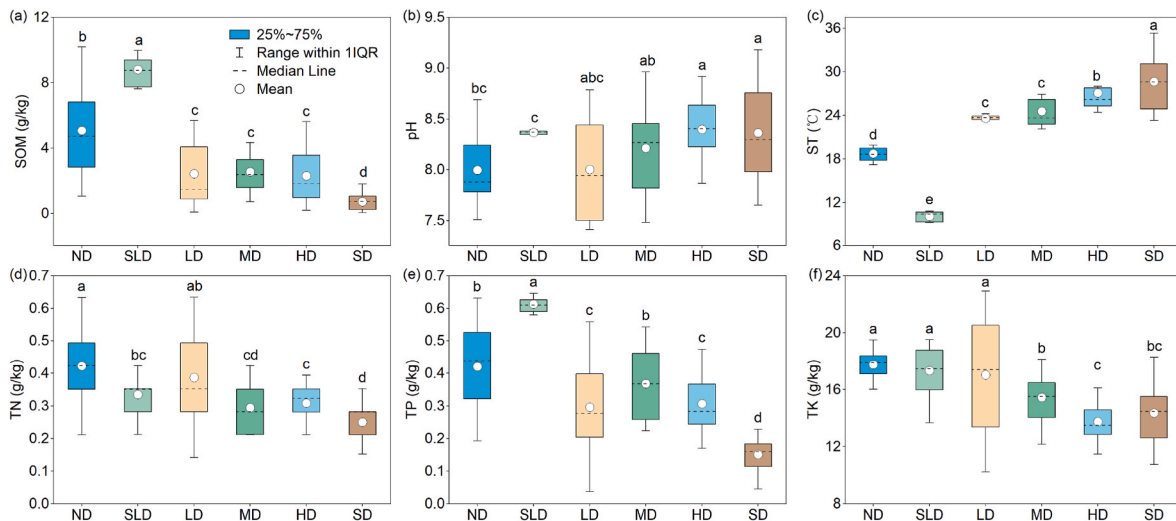 (a)
12
8
4
0
SOM (g/kg)
b
a
c
c
c
d
25%~75%
Range within 1IQR
Median Line
Mean
ND SLD LD MD HD SD
(b)
9.5
9.0
8.5
8.0
7.5
pH
bc
c
abc
ab
a
ab
ND SLD LD MD HD SD
(c)
36
30
24
18
12
6
ST (℃)
d
e
c
c
b
a
ND SLD LD MD HD SD
(d)
0.7
0.6
0.5
0.4
0.3
0.2
0.1
0.0
TN (g/kg)
a
bc
ab
cd
c
d
ND SLD LD MD HD SD
(e)
0.7
0.6
0.5
0.4
0.3
0.2
0.1
0.0
TP (g/kg)
b
a
c
b
c
d
ND SLD LD MD HD SD
(f)
24
20
16
12
8
TK (g/kg)
a
a
a
b
c
bc
ND SLD LD MD HD SD